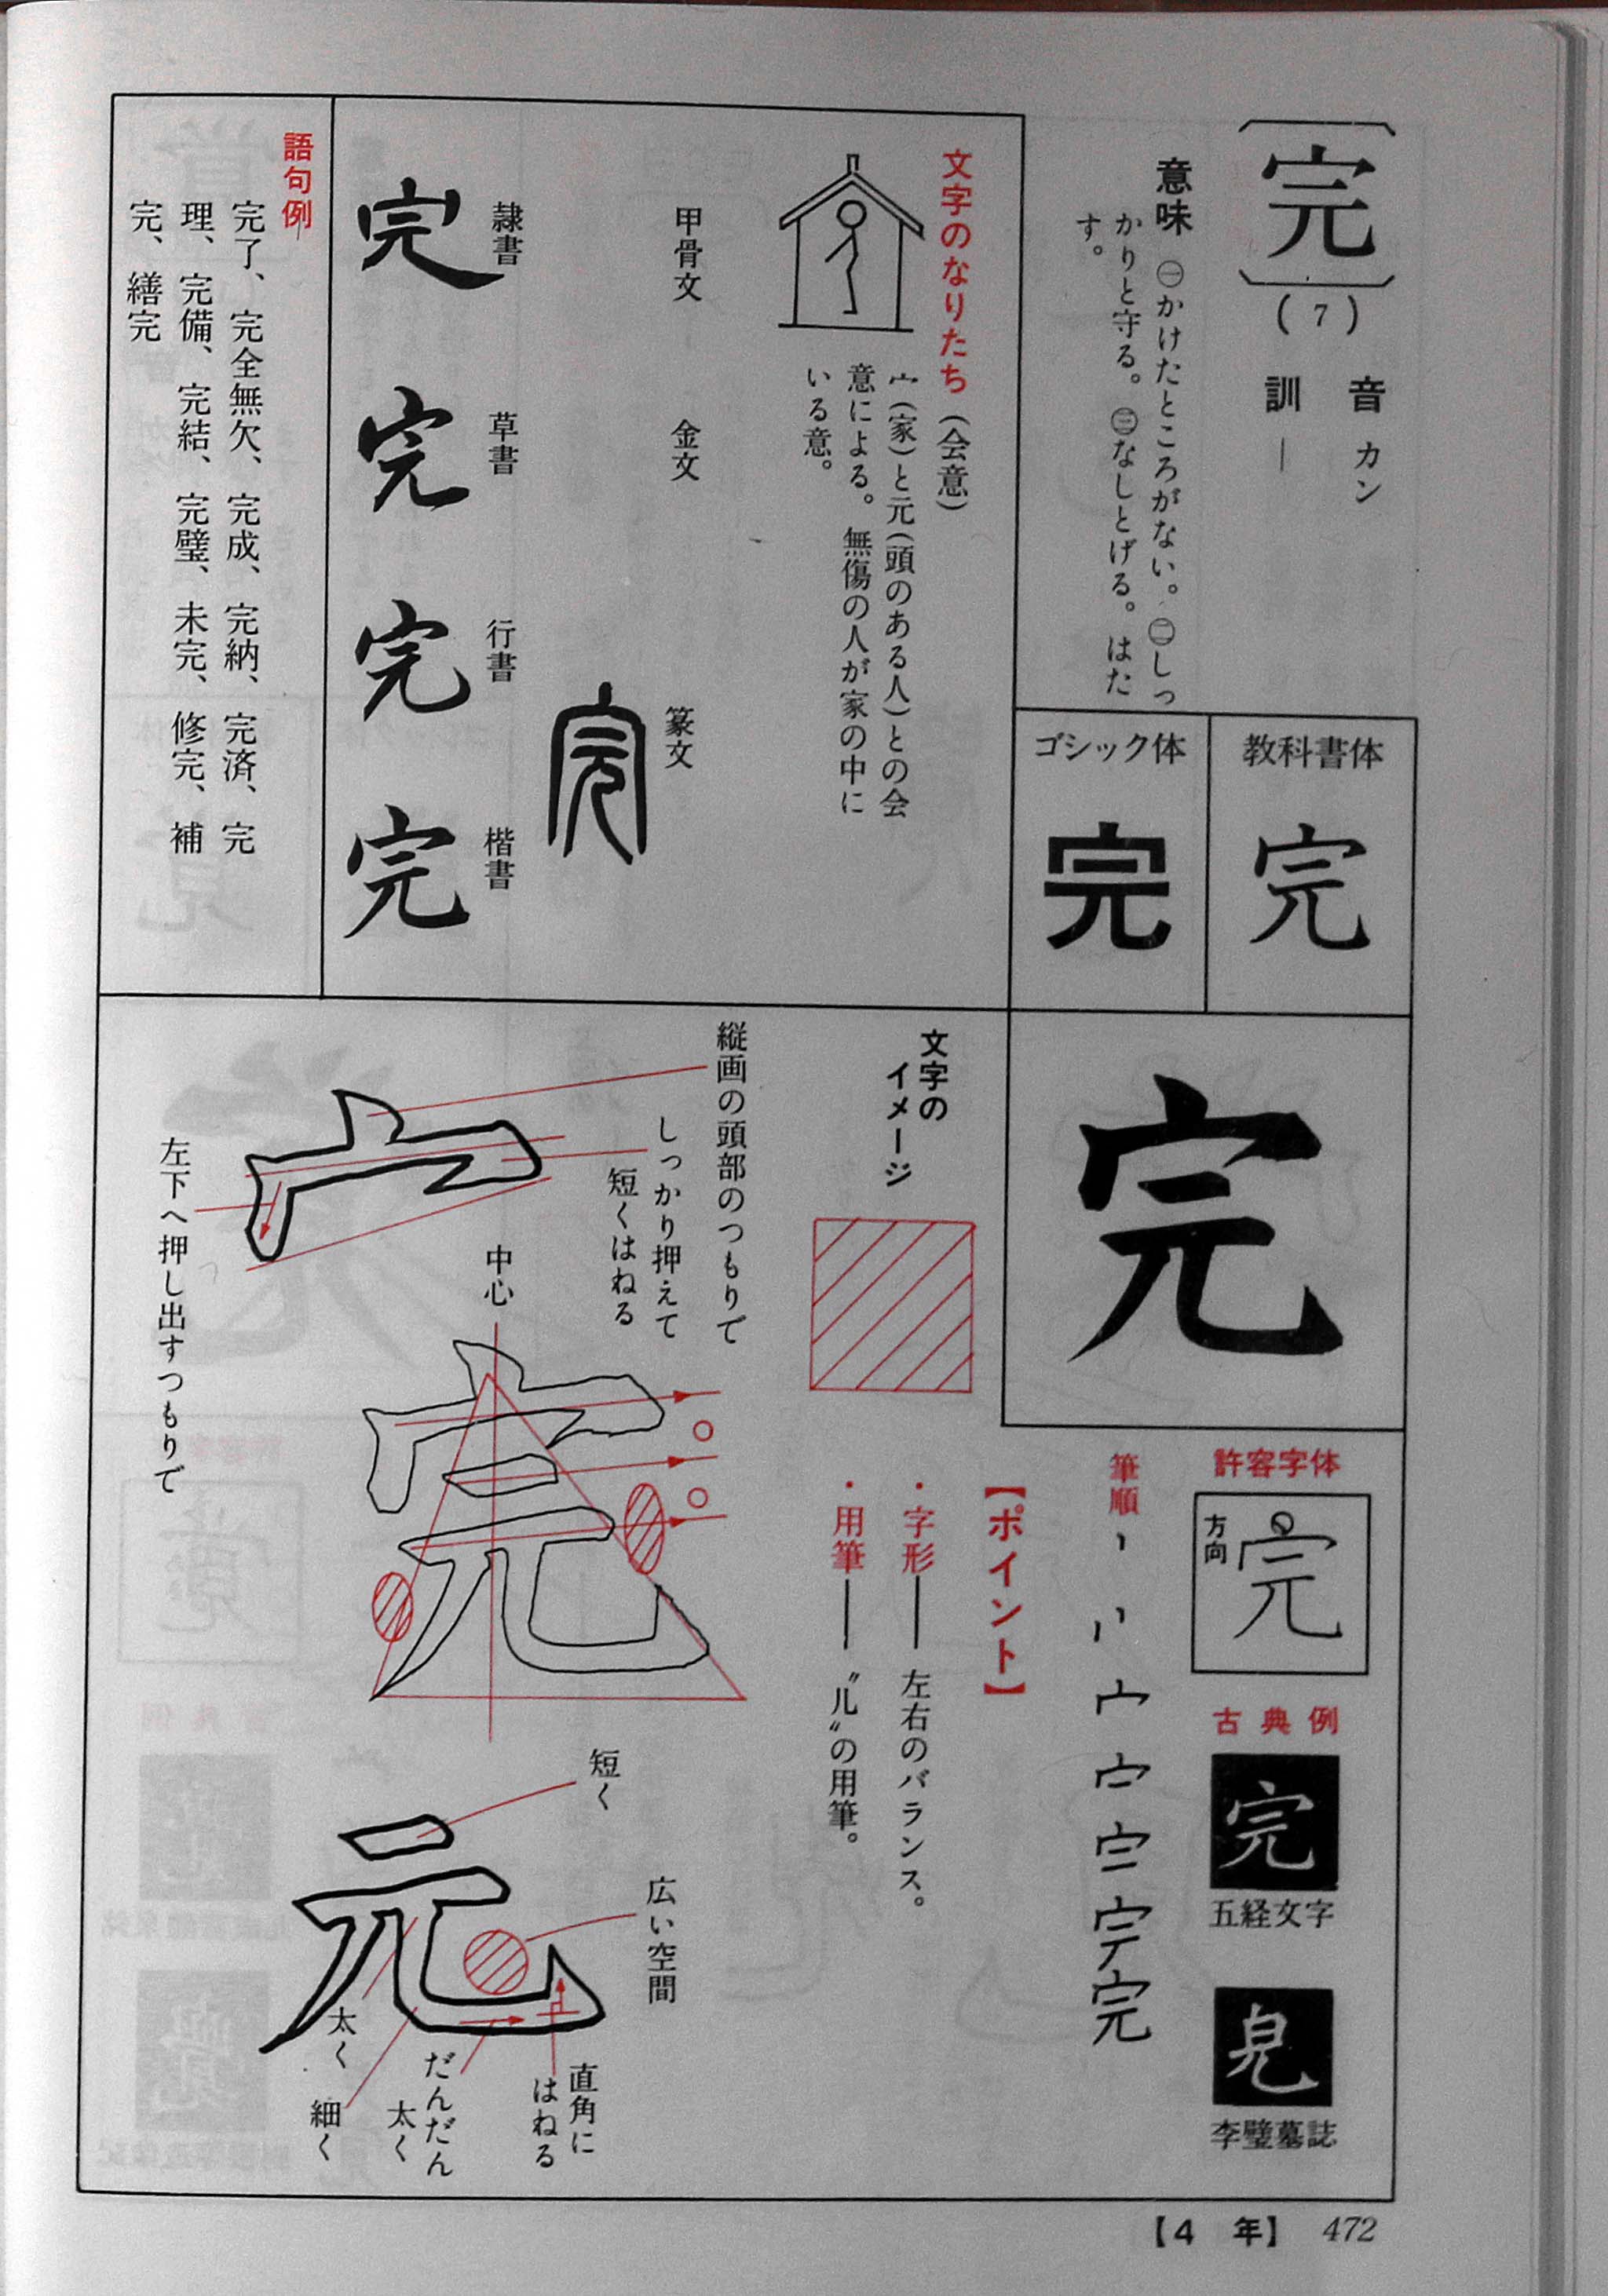 〔完〕(7)
音 カン
訓 ―
意味 ㊀かけたところがない。㊁しっ
かりと守る。㊂なしとげる。はた
す。
教科書体
完
ゴシック体
完
文字のなりたち (会意)
宀(家)と元(頭のある人)との会
意による。無傷の人が家の中に
いる意。
甲骨文
金文
篆文
完
隷書
完
草書
完
行書
完
楷書
完
語句例
完了、完全無欠、完成、完納、完済、完
理、完備、完結、完璧、未完、修完、補
完、繕完
完
許容字体
完
方向
古典例
完
五経文字
李璧墓誌
筆順
完
【ポイント】
・字形―左右のバランス。
・用筆―〝儿〟の用筆。
文字の
イメージ
縦画の頭部のつもりで
しっかり押えて
短くはねる
左下へ押し出すつもりで
中心
短く
広い空間
直角に
はねる
だんだん
太く
太く
細く
【4 年】 472